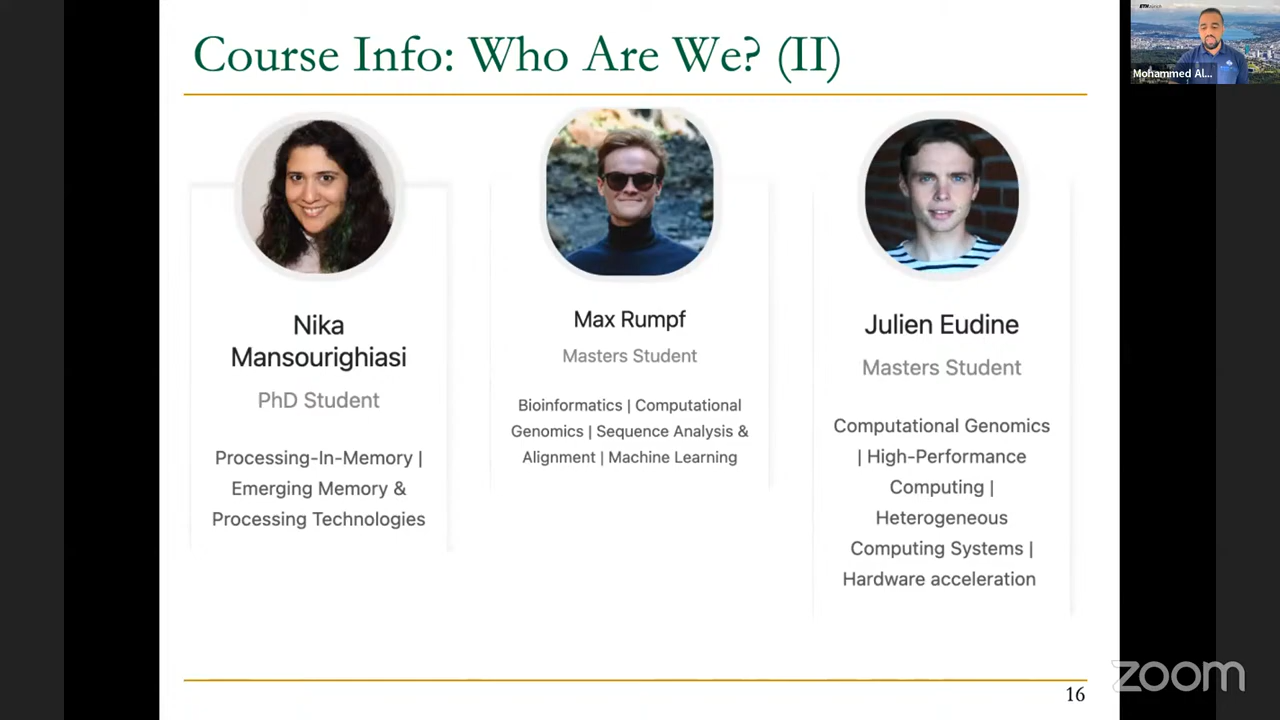 Course Info: Who Are We? (II)
ETH zürich
Mohammed Al...
Nika
Mansourighiasi
PhD Student
Processing-In-Memory |
Emerging Memory &
Processing Technologies
Max Rumpf
Masters Student
Bioinformatics | Computational
Genomics | Sequence Analysis &
Alignment | Machine Learning
Julien Eudine
Masters Student
Computational Genomics
| High-Performance
Computing |
Heterogeneous
Computing Systems |
Hardware acceleration
zoom
16